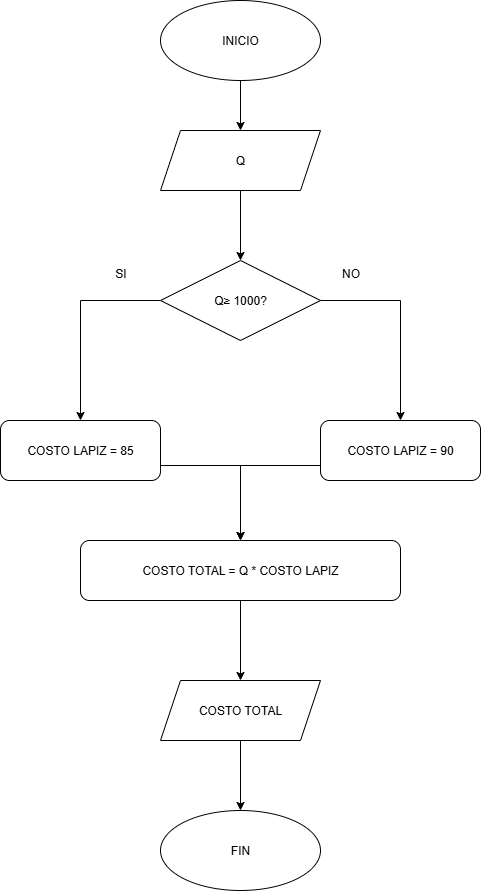 INICIO
Q
SI
NO
Q≥ 1000?
COSTO LAPIZ = 85
COSTO LAPIZ = 90
COSTO TOTAL = Q * COSTO LAPIZ
COSTO TOTAL
FIN